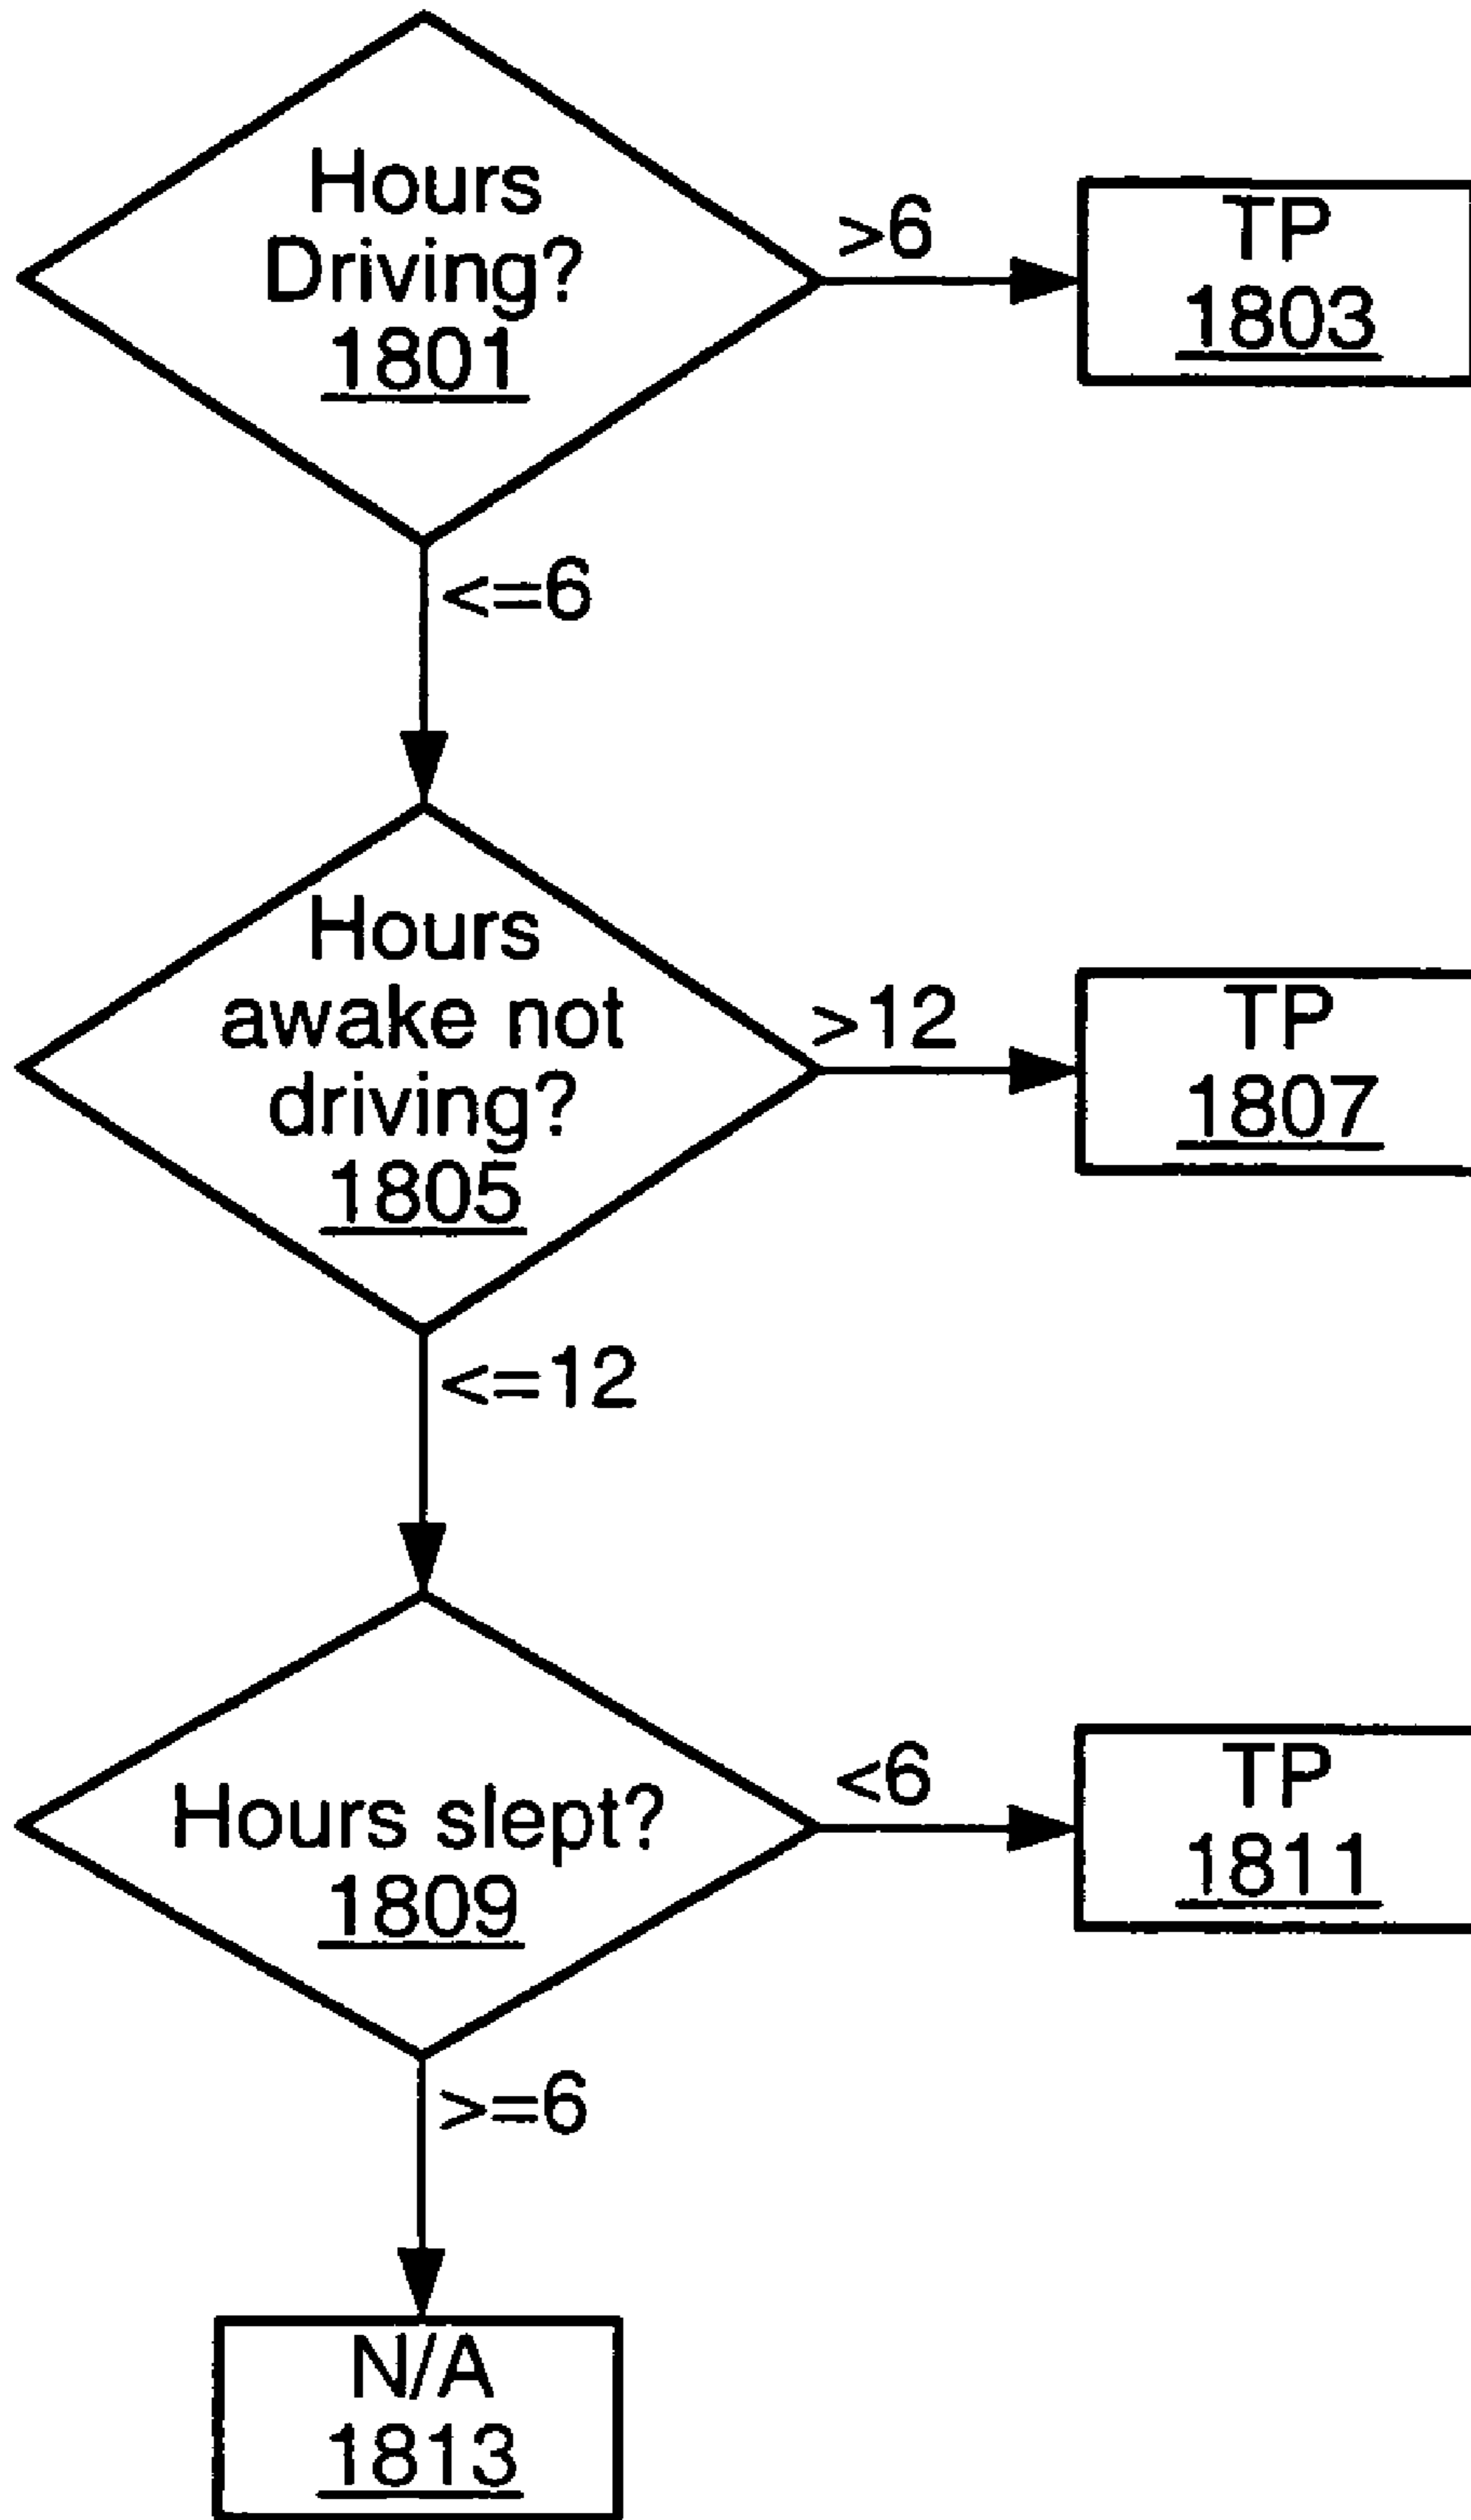 Hours
Driving?
1801
>6
TP
1803
<=6
Hours
awake not
driving?
1805
>12
TP
1807
<=12
Hours slept?
1809
<6
TP
1811
>=6
N/A
1813